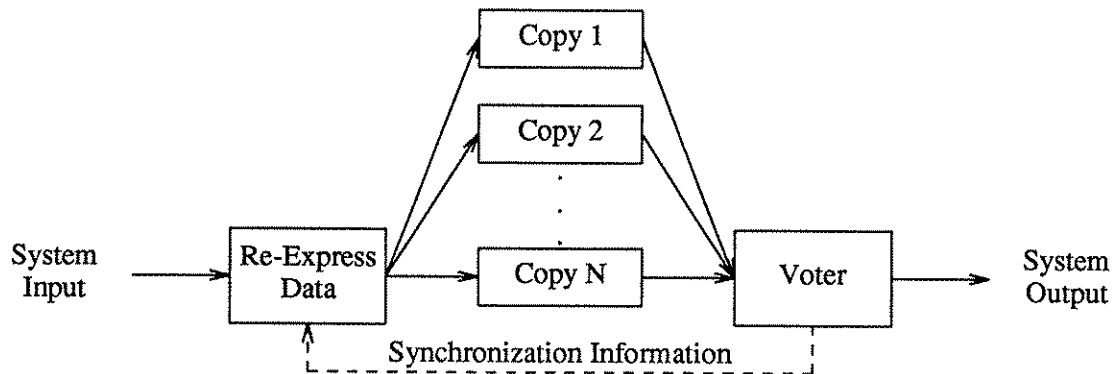 Copy 1
Copy 2
.
.
.
System
Input
Re-Express
Data
Copy N
Voter
System
Output
Synchronization Information